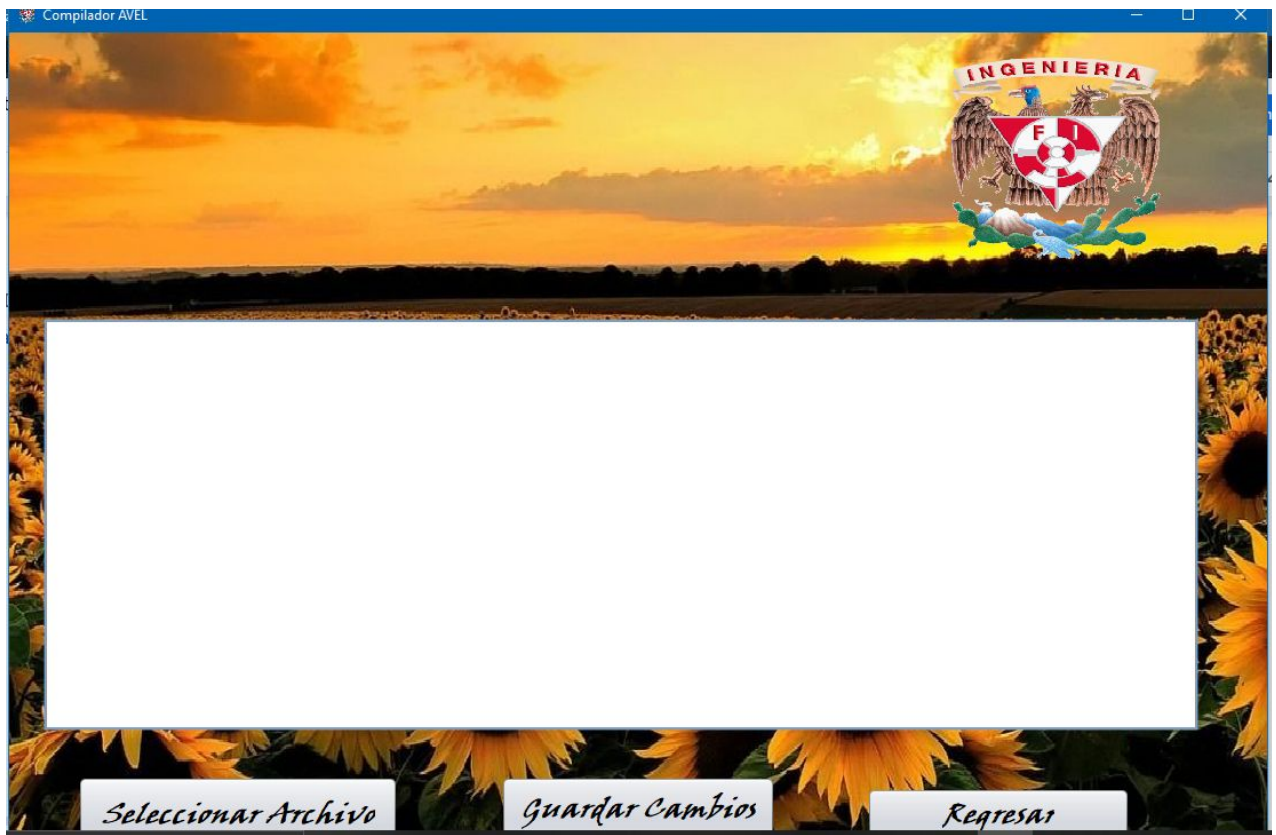 Compilador AVEL
INGENIERIA
F I
Seleccionar Archivo
Guardar Cambios
Regresar